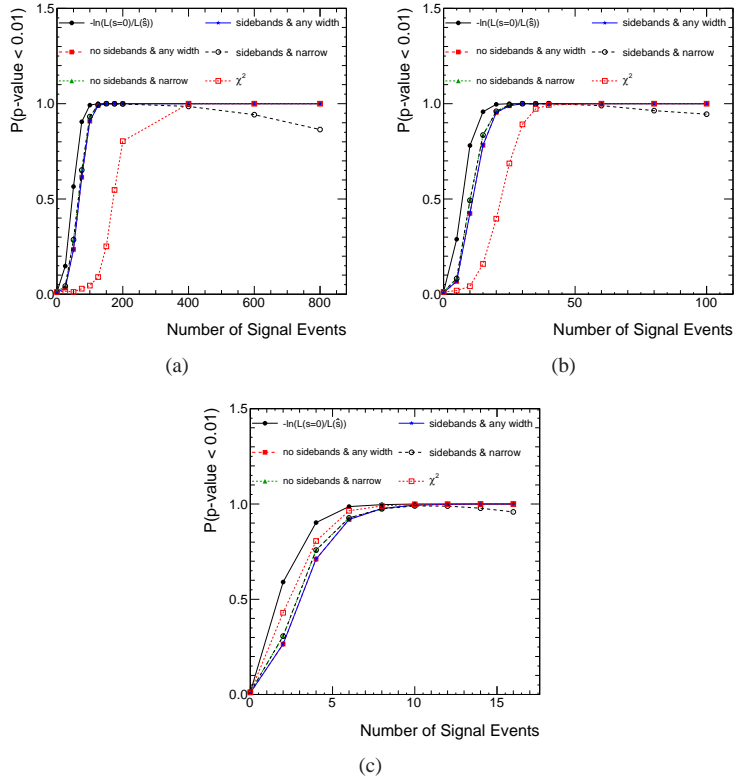 P(p-value < 0.01)
1.5
1.0
0.5
0.0
-ln(L(s=0)/L(ŝ))
no sidebands & any width
no sidebands & narrow
sidebands & any width
sidebands & narrow
χ²
0 200 400 600 800
Number of Signal Events
(a)
P(p-value < 0.01)
1.5
1.0
0.5
0.0
-ln(L(s=0)/L(ŝ))
no sidebands & any width
no sidebands & narrow
sidebands & any width
sidebands & narrow
χ²
0 50 100
Number of Signal Events
(b)
P(p-value < 0.01)
1.5
1.0
0.5
0.0
-ln(L(s=0)/L(ŝ))
no sidebands & any width
no sidebands & narrow
sidebands & any width
sidebands & narrow
χ²
0 5 10 15
Number of Signal Events
(c)